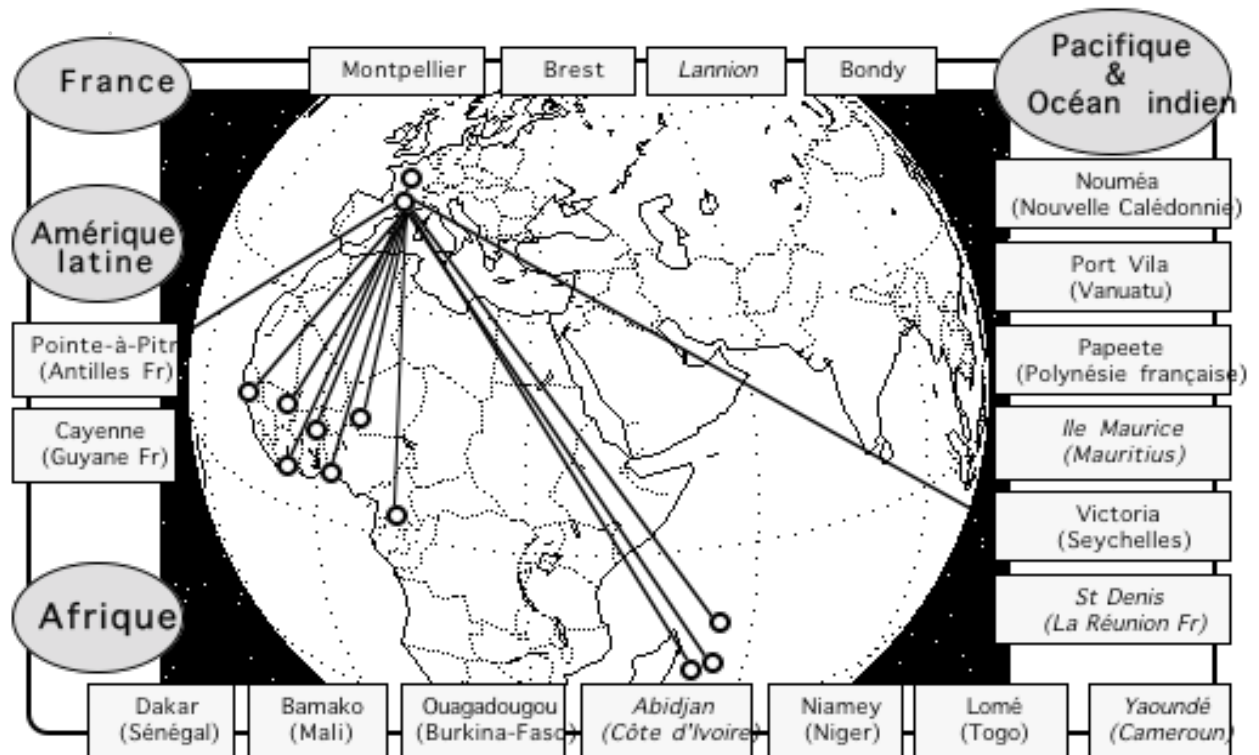 France
Montpellier
Brest
Lannion
Bondy
Pacifique
&
Océan indien
Amérique
latine
Nouméa
(Nouvelle Calédonnie)
Port Vila
(Vanuatu)
Pointe-à-Pitr
(Antilles Fr)
Papeete
(Polynésie française)
Cayenne
(Guyane Fr)
Ile Maurice
(Mauritius)
Victoria
(Seychelles)
Afrique
St Denis
(La Réunion Fr)
Dakar
(Sénégal)
Bamako
(Mali)
Ouagadougou
(Burkina-Faso)
Abidjan
(Côte d'Ivoire)
Niamey
(Niger)
Lomé
(Togo)
Yaoundé
(Cameroun)